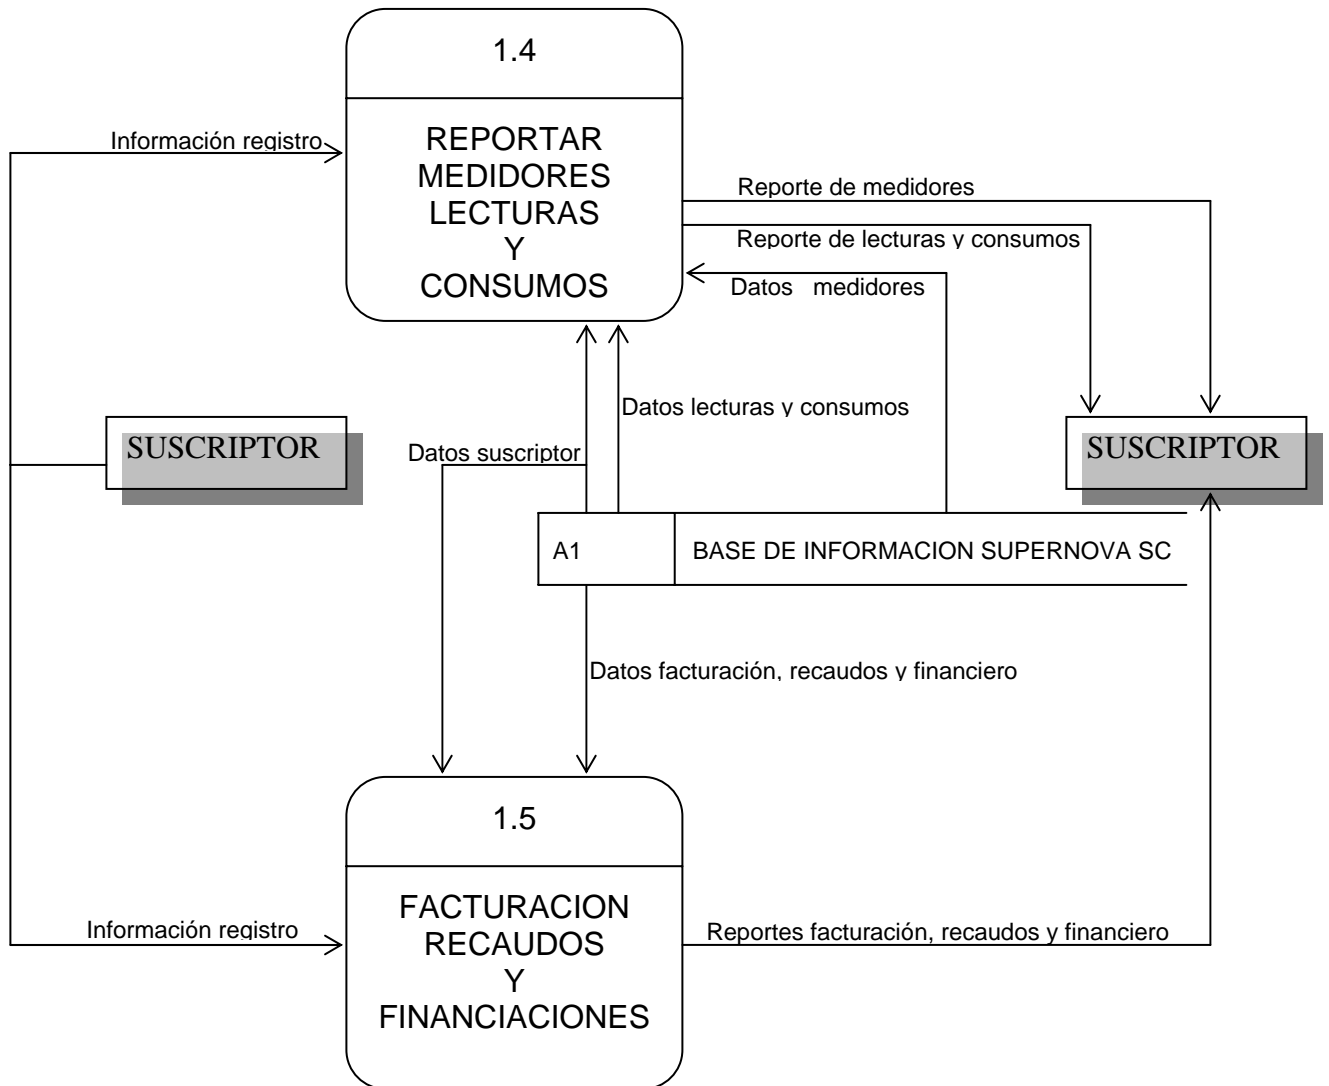 1.4
REPORTAR
MEDIDORES
LECTURAS
Y
CONSUMOS
Información registro
Reporte de medidores
Reporte de lecturas y consumos
Datos medidores
Datos lecturas y consumos
SUSCRIPTOR
Datos suscriptor
SUSCRIPTOR
A1
BASE DE INFORMACION SUPERNOVA SC
Datos facturación, recaudos y financiero
1.5
FACTURACION
RECAUDOS
Y
FINANCIACIONES
Información registro
Reportes facturación, recaudos y financiero